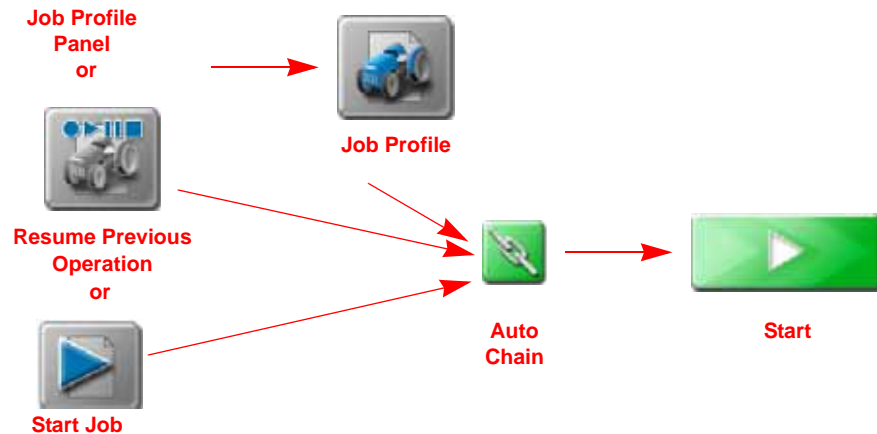 Job Profile
Panel
or
Job Profile
Resume Previous
Operation
or
Auto
Chain
Start
Start Job